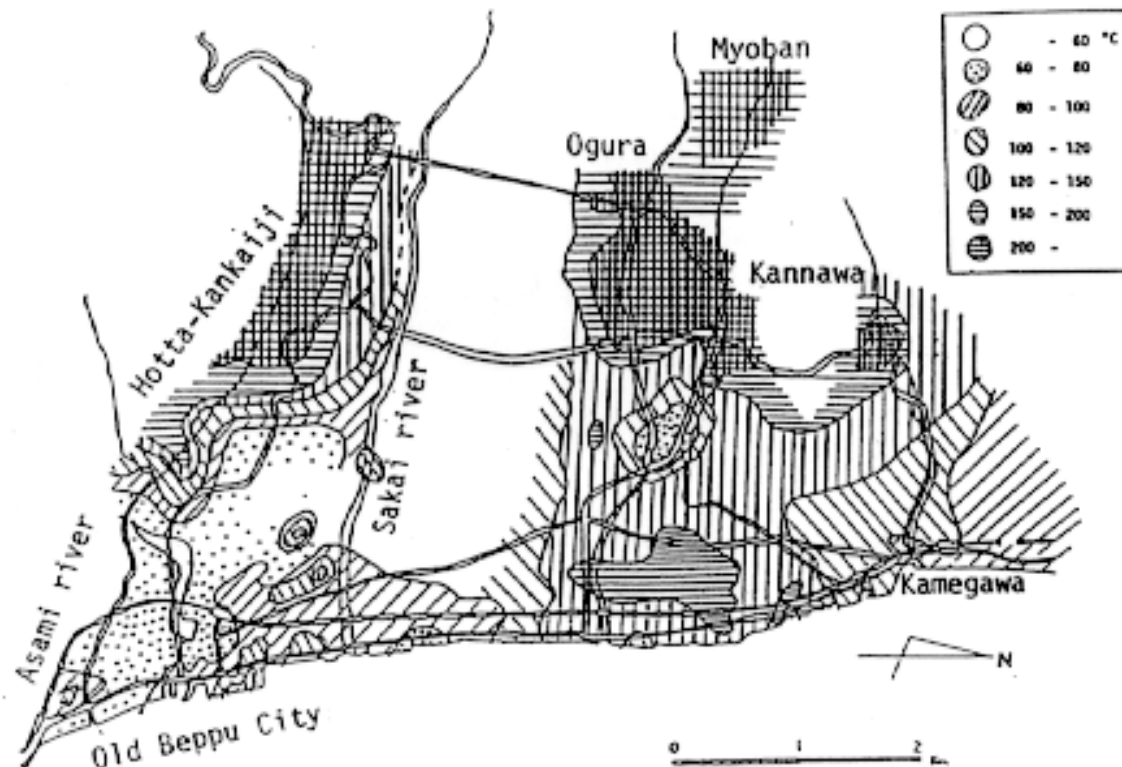 Myoban
Ogura
Kannawa
Hotta-Kankaiji
Sakai river
Asami river
Kamegawa
Old Beppu City
N
0 1 2
- 60 °C
60 - 80
80 - 100
100 - 120
120 - 150
150 - 200
200 -